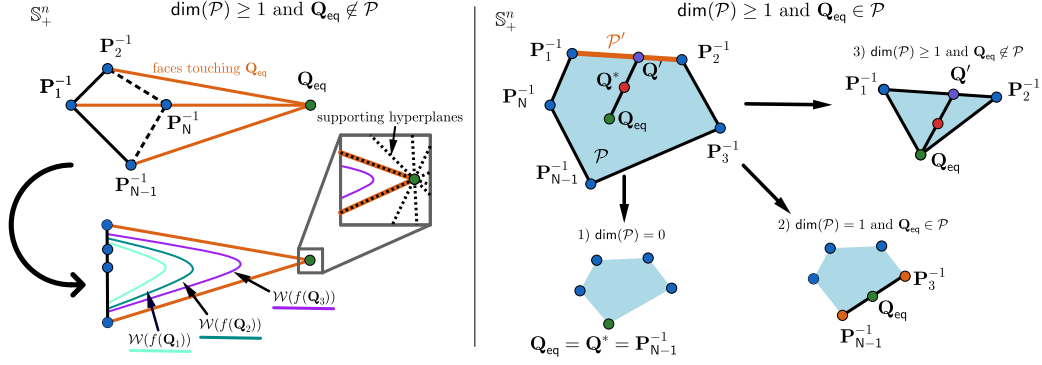 𝕊₊ⁿ
dim(𝒫) ≥ 1 and Q_eq ∉ 𝒫
P₂⁻¹
faces touching Q_eq
Q_eq
P₁⁻¹
P_N⁻¹
supporting hyperplanes
P_{N−1}⁻¹
𝒲(f(Q₃))
𝒲(f(Q₂))
𝒲(f(Q₁))
𝕊₊ⁿ
dim(𝒫) ≥ 1 and Q_eq ∈ 𝒫
𝒫′
P₁⁻¹
Q′
P₂⁻¹
Q*
P_N⁻¹
Q_eq
𝒫
P₃⁻¹
P_{N−1}⁻¹
3) dim(𝒫) ≥ 1 and Q_eq ∉ 𝒫
P₁⁻¹
Q′
P₂⁻¹
Q_eq
1) dim(𝒫) = 0
Q_eq = Q* = P_{N−1}⁻¹
2) dim(𝒫) = 1 and Q_eq ∈ 𝒫
P₃⁻¹
Q_eq
P_{N−1}⁻¹